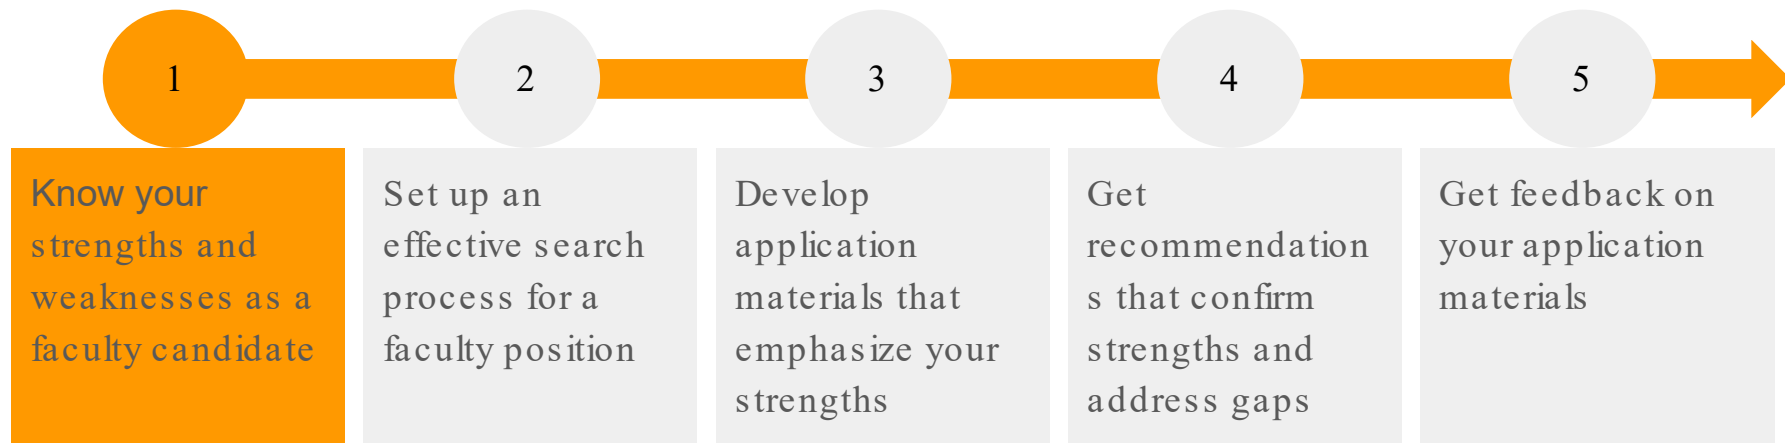 1
2
3
4
5
Know your
strengths and
weaknesses as a
faculty candidate
Set up an
effective search
process for a
faculty position
Develop
application
materials that
emphasize your
strengths
Get
recommendation
s that confirm
strengths and
address gaps
Get feedback on
your application
materials